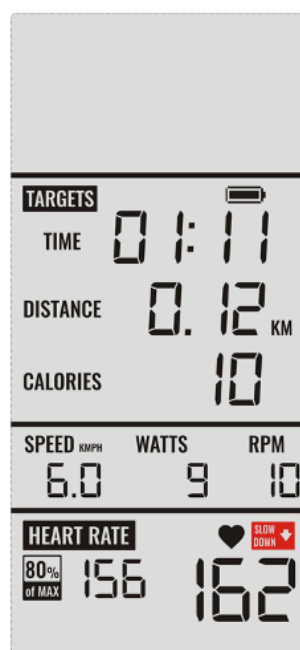 TARGETS
TIME 01:11
DISTANCE 0.12 KM
CALORIES 10
SPEED KMPH WATTS RPM
6.0 9 10
HEART RATE SLOW DOWN
80% of MAX 156 162